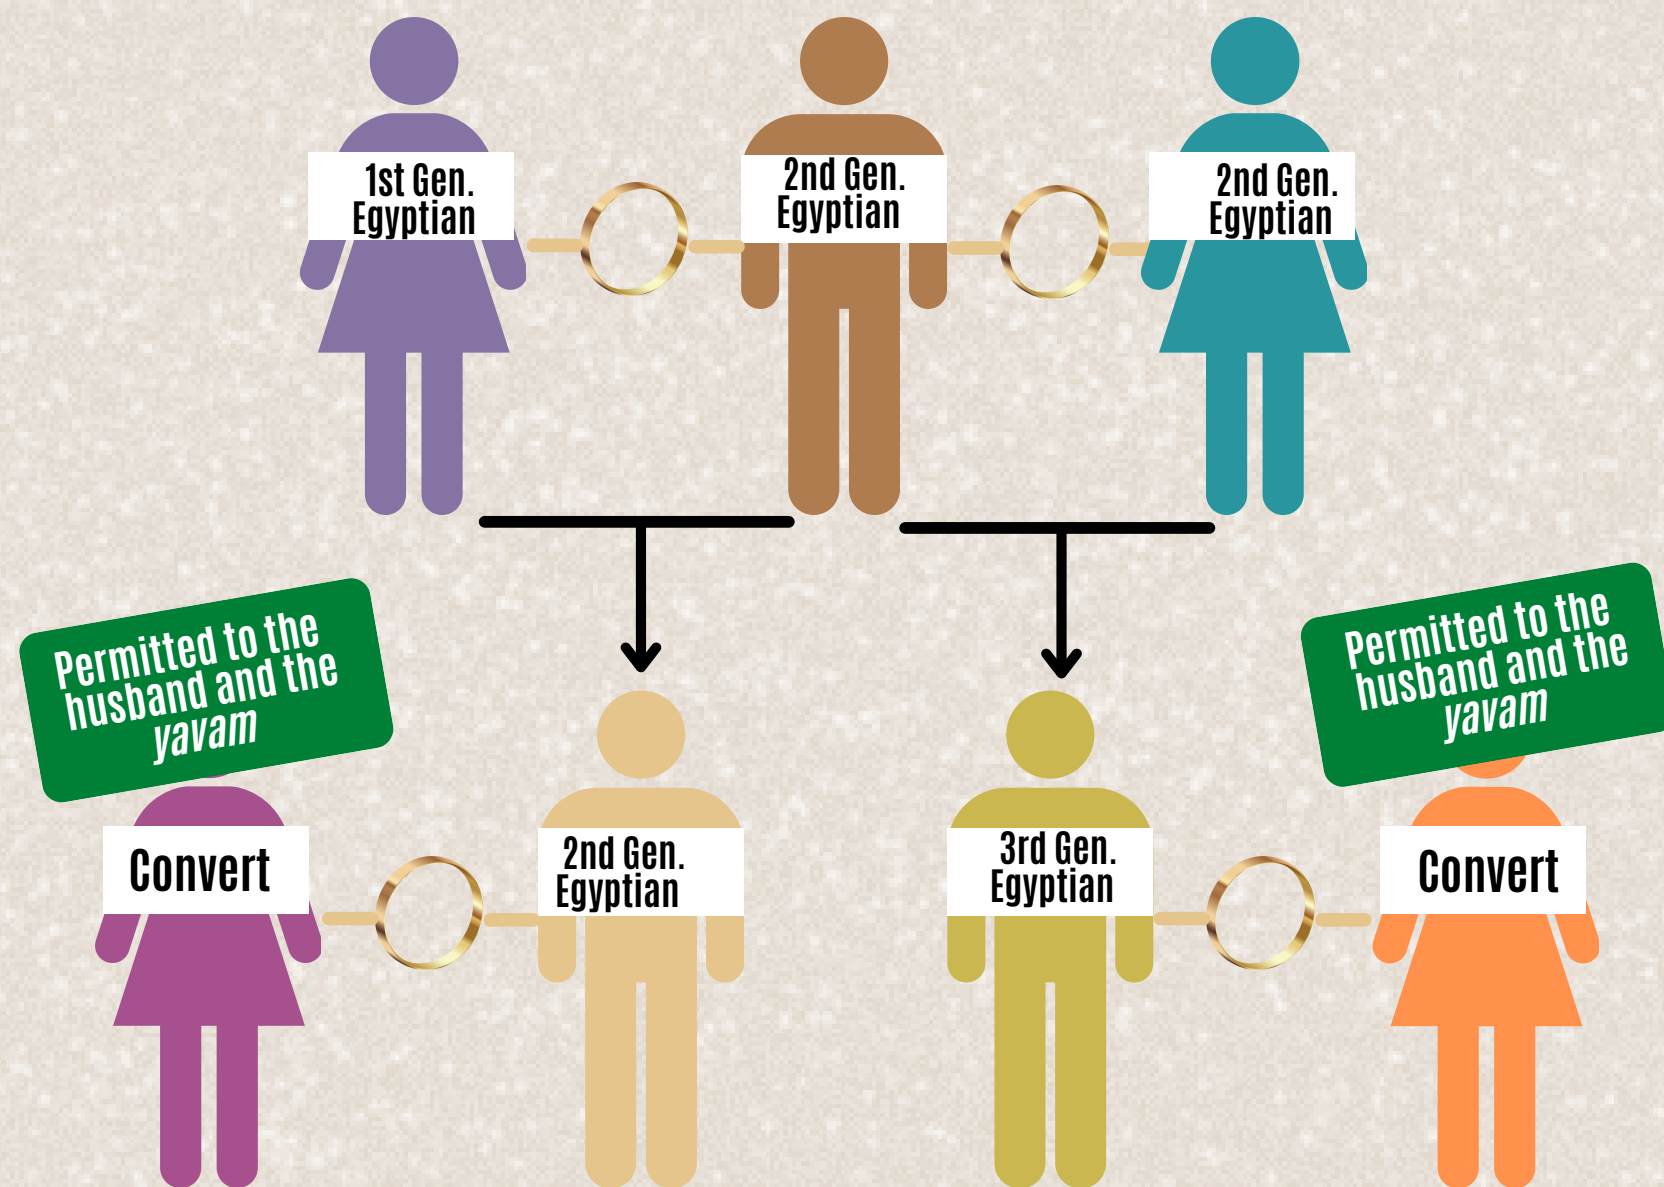 1st Gen.
Egyptian
2nd Gen.
Egyptian
2nd Gen.
Egyptian
Permitted to the
husband and the
yavam
Permitted to the
husband and the
yavam
Convert
2nd Gen.
Egyptian
3rd Gen.
Egyptian
Convert